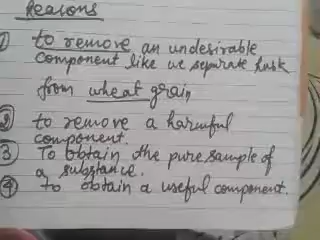 Reasons
① to remove an undesirable
component like we separate husk
from wheat grain,
② to remove a harmful
component.
③ To obtain the pure sample of
a substance.
④ To obtain a useful component.